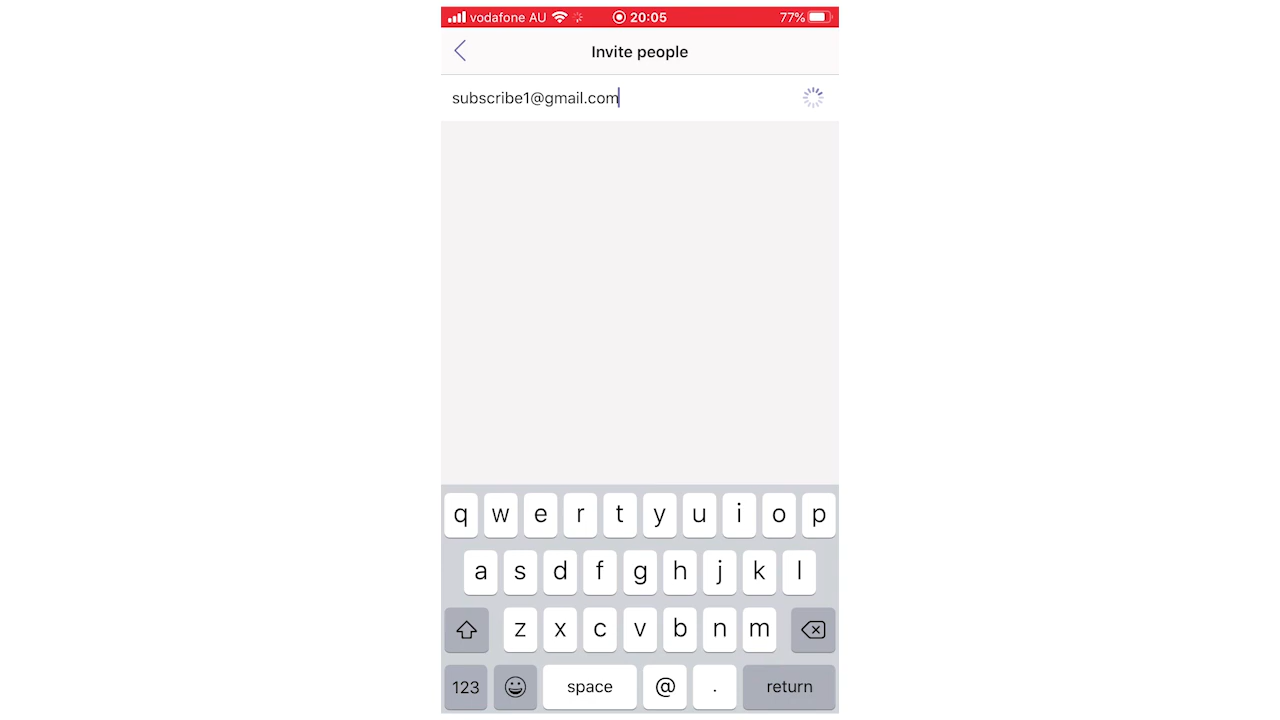 vodafone AU 20:05 77%
Invite people
subscribe1@gmail.com
q w e r t y u i o p
a s d f g h j k l
z x c v b n m
123 space @ . return